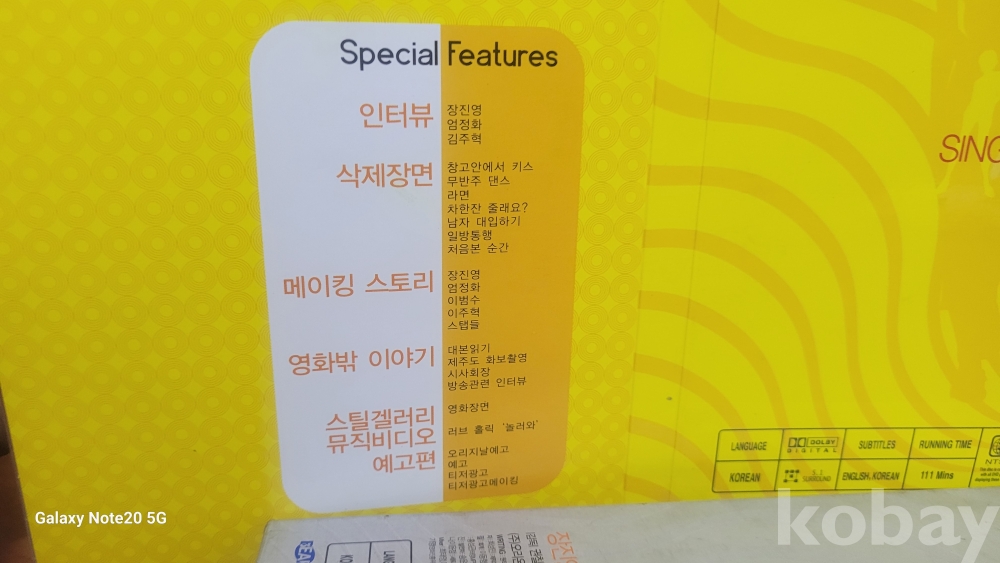 Special Features
인터뷰
장진영
엄정화
김주혁
삭제장면
창고안에서 키스
무반주 댄스
라면
차한잔 줄래요?
남자 대입하기
일방통행
처음본 순간
메이킹 스토리
장진영
엄정화
이범수
이주혁
스탭들
영화밖 이야기
대본읽기
제주도 화보촬영
시사회장
방송관련 인터뷰
스틸겔러리
영화장면
뮤직비디오
러브 홀릭 '놀러와'
예고편
오리지날예고
예고
티저광고
티저광고메이킹
SING
LANGUAGE
DOLBY DIGITAL
SUBTITLES
RUNNING TIME
KOREAN
5.1 SURROUND
ENGLISH, KOREAN
111 Mins
Galaxy Note20 5G
kobay